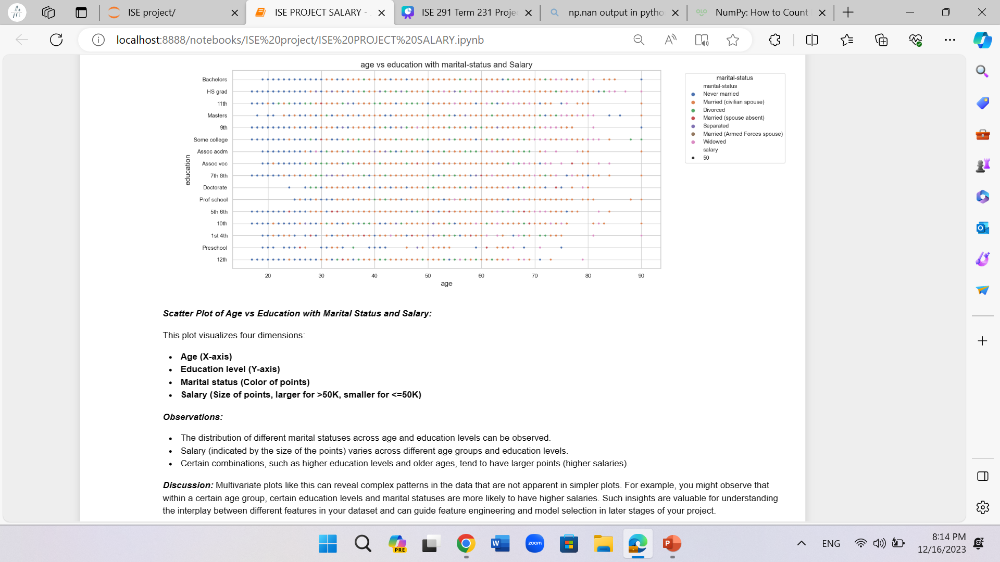 ISE project/
ISE PROJECT SALARY -
ISE 291 Term 231 Proje
np.nan output in pytho
NumPy: How to Count
localhost:8888/notebooks/ISE%20project/ISE%20PROJECT%20SALARY.ipynb
age vs education with marital-status and Salary
Bachelors
HS grad
11th
Masters
9th
Some college
Assoc acdm
Assoc voc
7th 8th
Doctorate
Prof school
5th 6th
10th
1st 4th
Preschool
12th
education
20 30 40 50 60 70 80 90
age
marital-status
marital-status
Never married
Married (civilian spouse)
Divorced
Married (spouse absent)
Separated
Married (Armed Forces spouse)
Widowed
salary
50
Scatter Plot of Age vs Education with Marital Status and Salary:
This plot visualizes four dimensions:
• Age (X-axis)
• Education level (Y-axis)
• Marital status (Color of points)
• Salary (Size of points, larger for >50K, smaller for <=50K)
Observations:
• The distribution of different marital statuses across age and education levels can be observed.
• Salary (indicated by the size of the points) varies across different age groups and education levels.
• Certain combinations, such as higher education levels and older ages, tend to have larger points (higher salaries).
Discussion: Multivariate plots like this can reveal complex patterns in the data that are not apparent in simpler plots. For example, you might observe that
within a certain age group, certain education levels and marital statuses are more likely to have higher salaries. Such insights are valuable for understanding
the interplay between different features in your dataset and can guide feature engineering and model selection in later stages of your project.
PRE
W
zoom
P
ENG
8:14 PM
12/16/2023